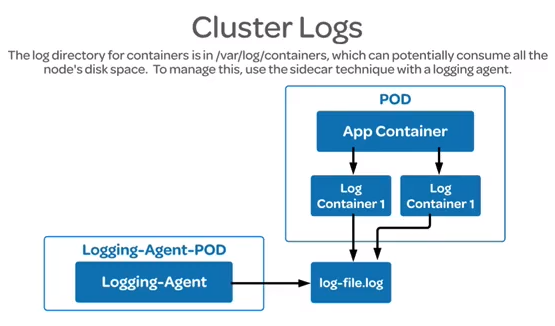 Cluster Logs
The log directory for containers is in /var/log/containers, which can potentially consume all the
node's disk space.  To manage this, use the sidecar technique with a logging agent.
POD
App Container
Log
Container 1
Log
Container 1
Logging-Agent-POD
Logging-Agent
log-file.log